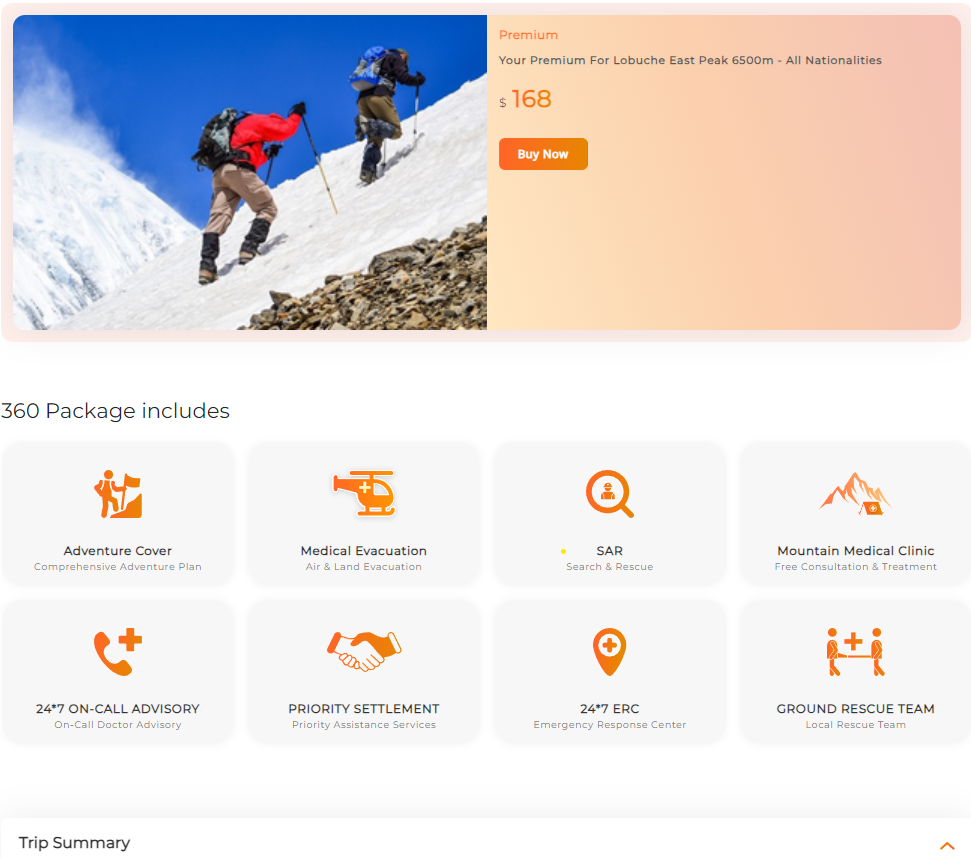 Premium
Your Premium For Lobuche East Peak 6500m - All Nationalities
$ 168
Buy Now
360 Package includes
Adventure Cover
Comprehensive Adventure Plan
Medical Evacuation
Air & Land Evacuation
SAR
Search & Rescue
Mountain Medical Clinic
Free Consultation & Treatment
24*7 ON-CALL ADVISORY
On-Call Doctor Advisory
PRIORITY SETTLEMENT
Priority Assistance Services
24*7 ERC
Emergency Response Center
GROUND RESCUE TEAM
Local Rescue Team
Trip Summary